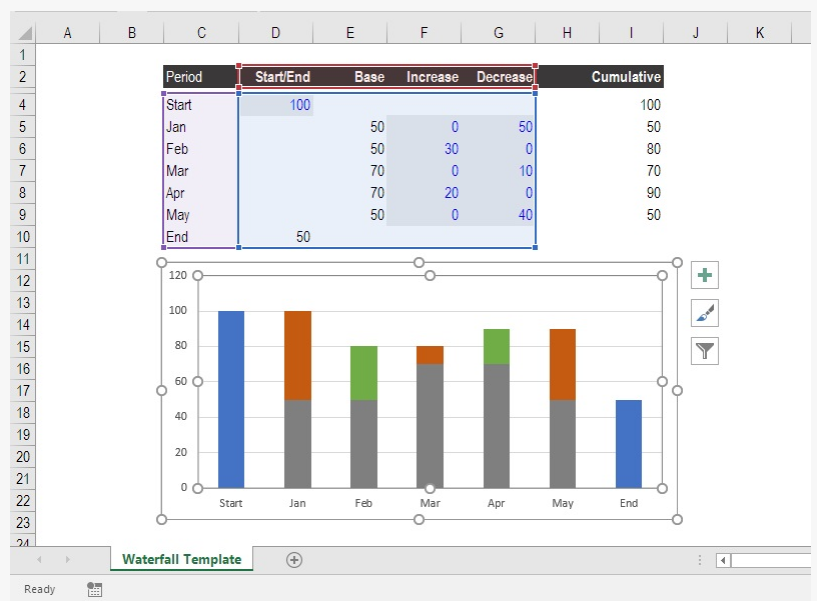 A B C D E F G H I J K
1
2 Period Start/End Base Increase Decrease Cumulative
4 Start 100 100
5 Jan 50 0 50 50
6 Feb 50 30 0 80
7 Mar 70 0 10 70
8 Apr 70 20 0 90
9 May 50 0 40 50
10 End 50
11
12
13
14
15
16
17
18
19
20
21
22
23
24
120
100
80
60
40
20
0
Start Jan Feb Mar Apr May End
Waterfall Template
Ready